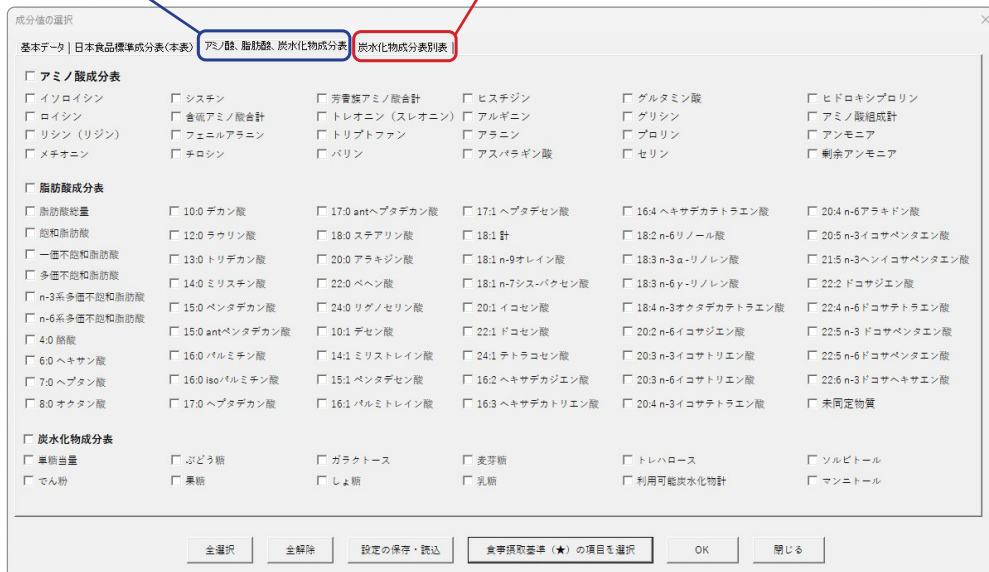 成分値の選択
基本データ | 日本食品標準成分表(本表) アミノ酸、脂肪酸、炭水化物成分表 炭水化物成分表別表 |
アミノ酸成分表
イソロイシン シスチン 芳香族アミノ酸合計 ヒスチジン グルタミン酸 ヒドロキシプロリン
ロイシン 含硫アミノ酸合計 トレオニン（スレオニン） アルギニン グリシン アミノ酸組成計
リシン（リジン） フェニルアラニン トリプトファン アラニン プロリン アンモニア
メチオニン チロシン バリン アスパラギン酸 セリン 剰余アンモニア
脂肪酸成分表
脂肪酸総量 10:0 デカン酸 17:0 antヘプタデカン酸 17:1 ヘプタデセン酸 16:4 ヘキサデカテトラエン酸 20:4 n-6アラキドン酸
飽和脂肪酸 12:0 ラウリン酸 18:0 ステアリン酸 18:1 計 18:2 n-6リノール酸 20:5 n-3イコサペンタエン酸
一価不飽和脂肪酸 13:0 トリデカン酸 20:0 アラキジン酸 18:1 n-9オレイン酸 18:3 n-3 α-リノレン酸 21:5 n-3ヘンイコサペンタエン酸
多価不飽和脂肪酸 14:0 ミリスチン酸 22:0 ベヘン酸 18:1 n-7シス-バクセン酸 18:3 n-6 γ-リノレン酸 22:2 ドコサジエン酸
n-3系多価不飽和脂肪酸 15:0 ペンタデカン酸 24:0 リグノセリン酸 20:1 イコセン酸 18:4 n-3オクタデカテトラエン酸 22:4 n-6ドコサテトラエン酸
n-6系多価不飽和脂肪酸 15:0 antペンタデカン酸 10:1 デセン酸 22:1 ドコセン酸 20:2 n-6イコサジエン酸 22:5 n-3 ドコサペンタエン酸
4:0 酪酸 16:0 パルミチン酸 14:1 ミリストレイン酸 24:1 テトラコセン酸 20:3 n-3イコサトリエン酸 22:5 n-6ドコサペンタエン酸
6:0 ヘキサン酸 16:0 isoパルミチン酸 15:1 ペンタデセン酸 16:2 ヘキサデカジエン酸 20:3 n-6イコサトリエン酸 22:6 n-3ドコサヘキサエン酸
7:0 ヘプタン酸 17:0 ヘプタデカン酸 16:1 パルミトレイン酸 16:3 ヘキサデカトリエン酸 20:4 n-3イコサテトラエン酸 未同定物質
8:0 オクタン酸
炭水化物成分表
単糖当量 ぶどう糖 ガラクトース 麦芽糖 トレハロース ソルビトール
でん粉 果糖 しょ糖 乳糖 利用可能炭水化物計 マンニトール
全選択 全解除 設定の保存・読込 食事摂取基準（★）の項目を選択 OK 閉じる